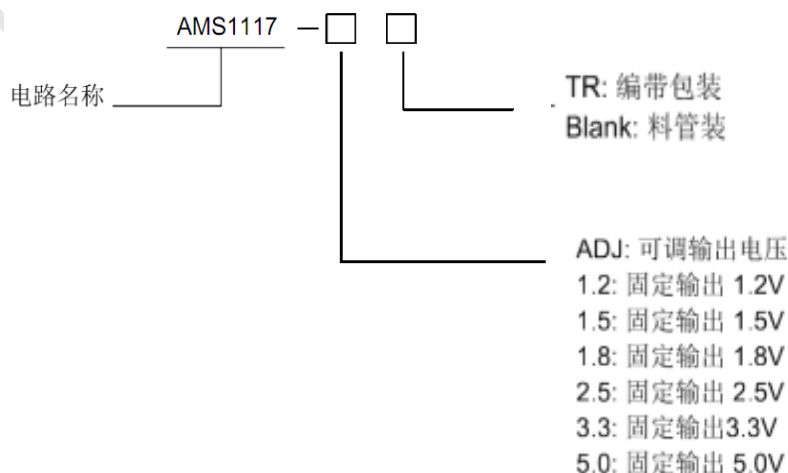 AMS1117 —
电路名称
TR: 编带包装
Blank: 料管装
ADJ: 可调输出电压
1.2: 固定输出 1.2V
1.5: 固定输出 1.5V
1.8: 固定输出 1.8V
2.5: 固定输出 2.5V
3.3: 固定输出3.3V
5.0: 固定输出 5.0V